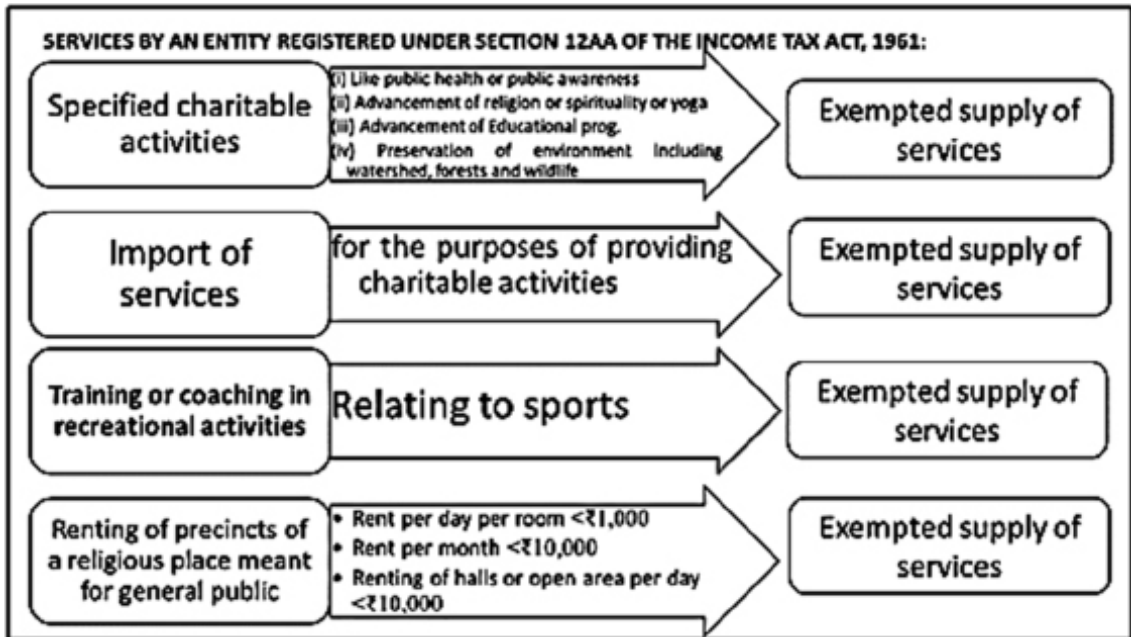 SERVICES BY AN ENTITY REGISTERED UNDER SECTION 12AA OF THE INCOME TAX ACT, 1961:
Specified charitable
activities
(i) Like public health or public awareness
(ii) Advancement of religion or spirituality or yoga
(iii) Advancement of Educational prog.
(iv) Preservation of environment including
watershed, forests and wildlife
Exempted supply of
services
Import of
services
for the purposes of providing
charitable activities
Exempted supply of
services
Training or coaching in
recreational activities
Relating to sports
Exempted supply of
services
Renting of precincts of
a religious place meant
for general public
• Rent per day per room <₹1,000
• Rent per month <₹10,000
• Renting of halls or open area per day
<₹10,000
Exempted supply of
services